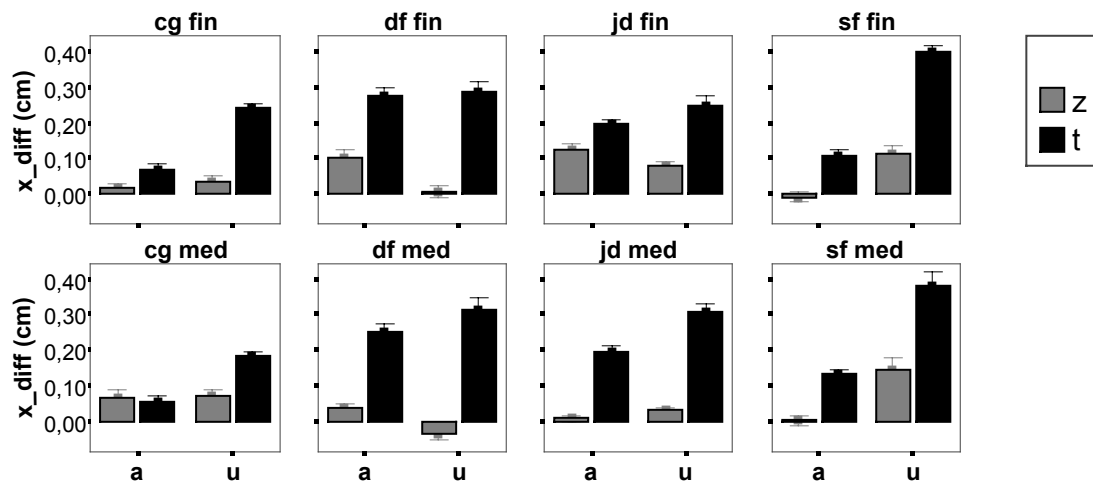 cg fin df fin jd fin sf fin
x_diff (cm)
0,40
0,30
0,20
0,10
0,00
z
t
a u a u a u a u
cg med df med jd med sf med
x_diff (cm)
0,40
0,30
0,20
0,10
0,00
a u a u a u a u